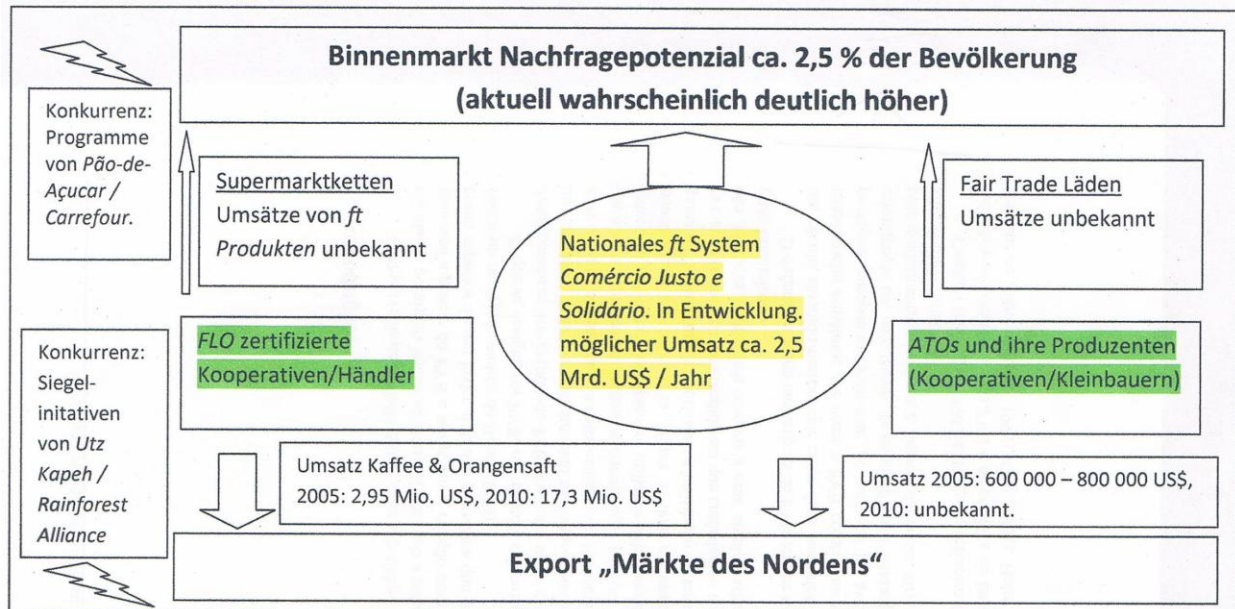 Binnenmarkt Nachfragepotenzial ca. 2,5 % der Bevölkerung
(aktuell wahrscheinlich deutlich höher)
Konkurrenz:
Programme
von Pão-de-
Açucar /
Carrefour.
Supermarktketten
Umsätze von ft
Produkten unbekannt
Nationales ft System
Comércio Justo e
Solidário. In Entwicklung.
möglicher Umsatz ca. 2,5
Mrd. US$ / Jahr
Fair Trade Läden
Umsätze unbekannt
Konkurrenz:
Siegel-
initativen
von Utz
Kapeh /
Rainforest
Alliance
FLO zertifizierte
Kooperativen/Händler
ATOs und ihre Produzenten
(Kooperativen/Kleinbauern)
Umsatz Kaffee & Orangensaft
2005: 2,95 Mio. US$, 2010: 17,3 Mio. US$
Umsatz 2005: 600 000 – 800 000 US$,
2010: unbekannt.
Export „Märkte des Nordens“